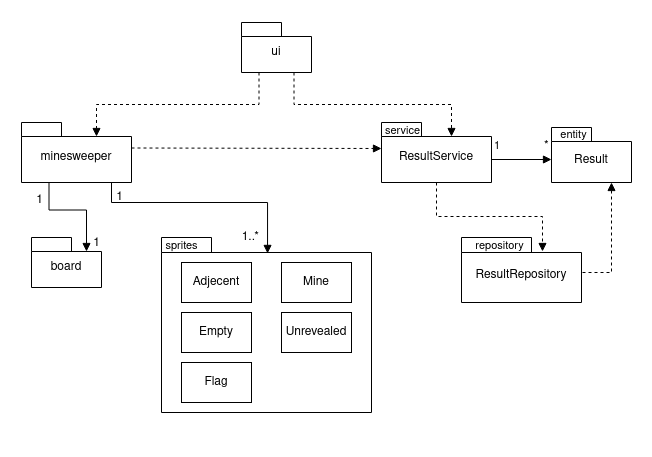 ui
minesweeper
service
ResultService
1
*
entity
Result
1
1
1
1..*
board
sprites
Adjecent
Mine
Empty
Unrevealed
Flag
repository
ResultRepository